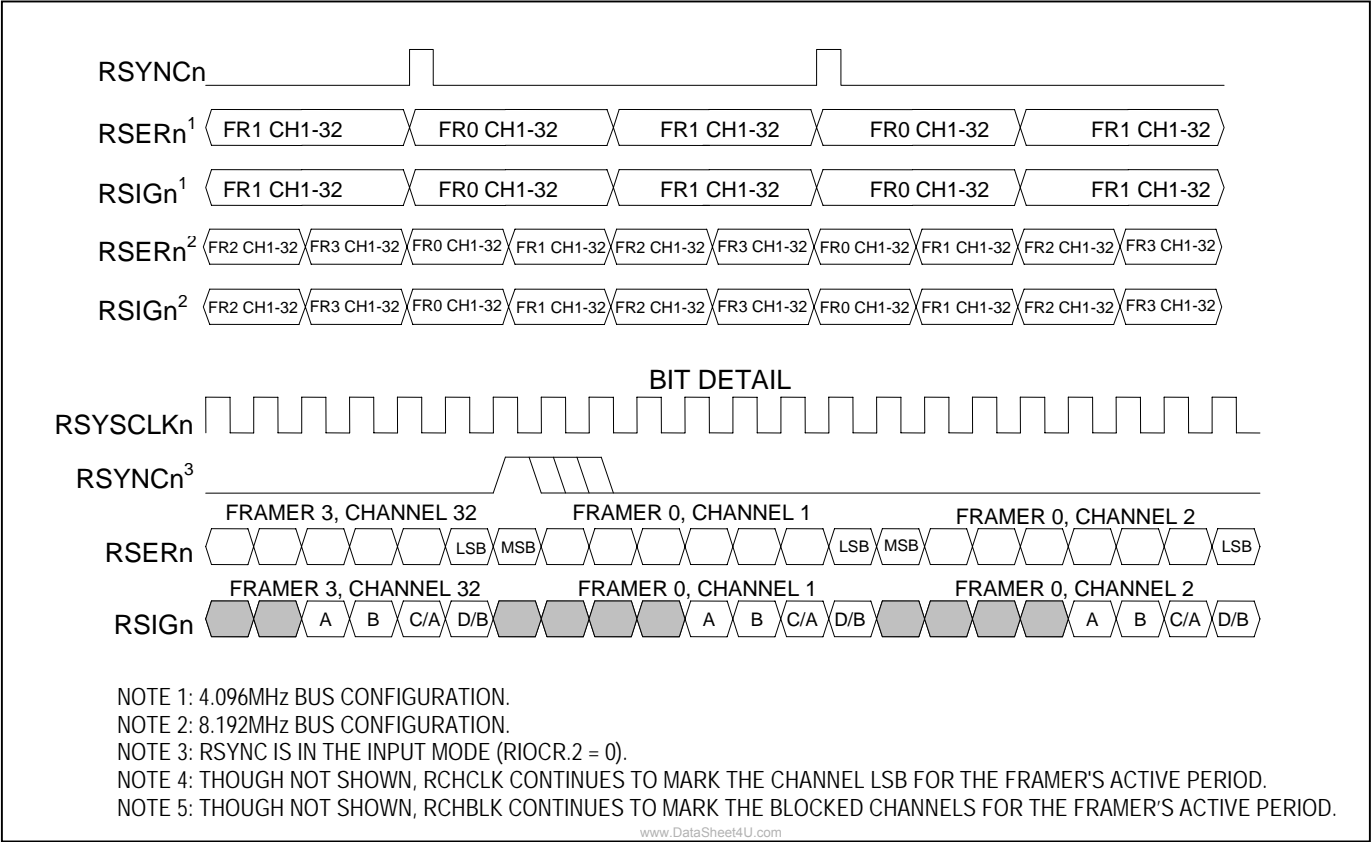 RSYNCn
RSERn1 FR1 CH1-32 FR0 CH1-32 FR1 CH1-32 FR0 CH1-32 FR1 CH1-32
RSIGn1 FR1 CH1-32 FR0 CH1-32 FR1 CH1-32 FR0 CH1-32 FR1 CH1-32
RSERn2 FR2 CH1-32 FR3 CH1-32 FR0 CH1-32 FR1 CH1-32 FR2 CH1-32 FR3 CH1-32 FR0 CH1-32 FR1 CH1-32 FR2 CH1-32 FR3 CH1-32
RSIGn2 FR2 CH1-32 FR3 CH1-32 FR0 CH1-32 FR1 CH1-32 FR2 CH1-32 FR3 CH1-32 FR0 CH1-32 FR1 CH1-32 FR2 CH1-32 FR3 CH1-32
BIT DETAIL
RSYSCLKn
RSYNCn3
FRAMER 3, CHANNEL 32 FRAMER 0, CHANNEL 1 FRAMER 0, CHANNEL 2
RSERn LSB MSB LSB MSB LSB
FRAMER 3, CHANNEL 32 FRAMER 0, CHANNEL 1 FRAMER 0, CHANNEL 2
RSIGn A B C/A D/B A B C/A D/B A B C/A D/B
NOTE 1: 4.096MHz BUS CONFIGURATION.
NOTE 2: 8.192MHz BUS CONFIGURATION.
NOTE 3: RSYNC IS IN THE INPUT MODE (RIOCR.2 = 0).
NOTE 4: THOUGH NOT SHOWN, RCHCLK CONTINUES TO MARK THE CHANNEL LSB FOR THE FRAMER'S ACTIVE PERIOD.
NOTE 5: THOUGH NOT SHOWN, RCHBLK CONTINUES TO MARK THE BLOCKED CHANNELS FOR THE FRAMER'S ACTIVE PERIOD.
www.DataSheet4U.com